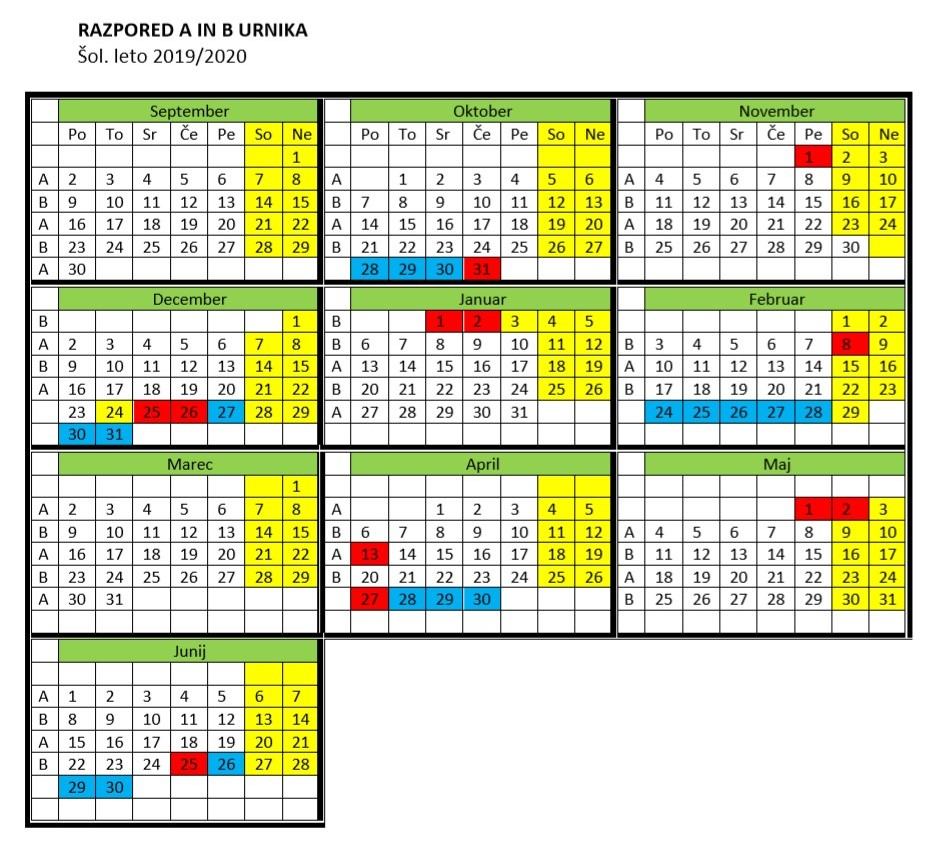 RAZPORED A IN B URNIKA
Šol. leto 2019/2020
September Oktober November
Po To Sr Če Pe So Ne Po To Sr Če Pe So Ne Po To Sr Če Pe So Ne
1 1 2 3
A 2 3 4 5 6 7 8 A 1 2 3 4 5 6 A 4 5 6 7 8 9 10
B 9 10 11 12 13 14 15 B 7 8 9 10 11 12 13 B 11 12 13 14 15 16 17
A 16 17 18 19 20 21 22 A 14 15 16 17 18 19 20 A 18 19 20 21 22 23 24
B 23 24 25 26 27 28 29 B 21 22 23 24 25 26 27 B 25 26 27 28 29 30
A 30 28 29 30 31
December Januar Februar
B 1 B 1 2 3 4 5 1 2
A 2 3 4 5 6 7 8 B 6 7 8 9 10 11 12 B 3 4 5 6 7 8 9
B 9 10 11 12 13 14 15 A 13 14 15 16 17 18 19 A 10 11 12 13 14 15 16
A 16 17 18 19 20 21 22 B 20 21 22 23 24 25 26 B 17 18 19 20 21 22 23
23 24 25 26 27 28 29 A 27 28 29 30 31 24 25 26 27 28 29
30 31
Marec April Maj
1
A 2 3 4 5 6 7 8 A 1 2 3 4 5 1 2 3
B 9 10 11 12 13 14 15 B 6 7 8 9 10 11 12 A 4 5 6 7 8 9 10
A 16 17 18 19 20 21 22 A 13 14 15 16 17 18 19 B 11 12 13 14 15 16 17
B 23 24 25 26 27 28 29 B 20 21 22 23 24 25 26 A 18 19 20 21 22 23 24
A 30 31 27 28 29 30 B 25 26 27 28 29 30 31
Junij
A 1 2 3 4 5 6 7
B 8 9 10 11 12 13 14
A 15 16 17 18 19 20 21
B 22 23 24 25 26 27 28
29 30